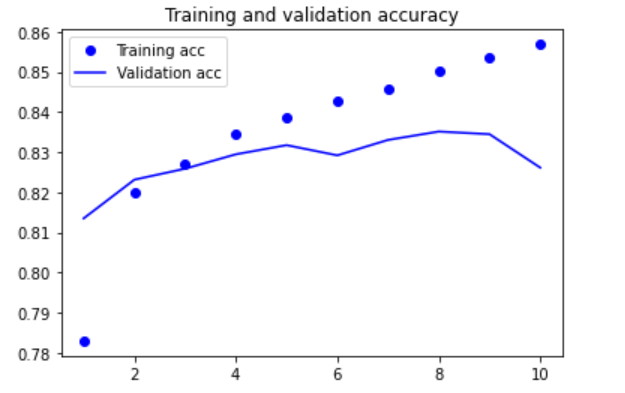 Training and validation accuracy
0.86
0.85
0.84
0.83
0.82
0.81
0.80
0.79
0.78
Training acc
Validation acc
2 4 6 8 10